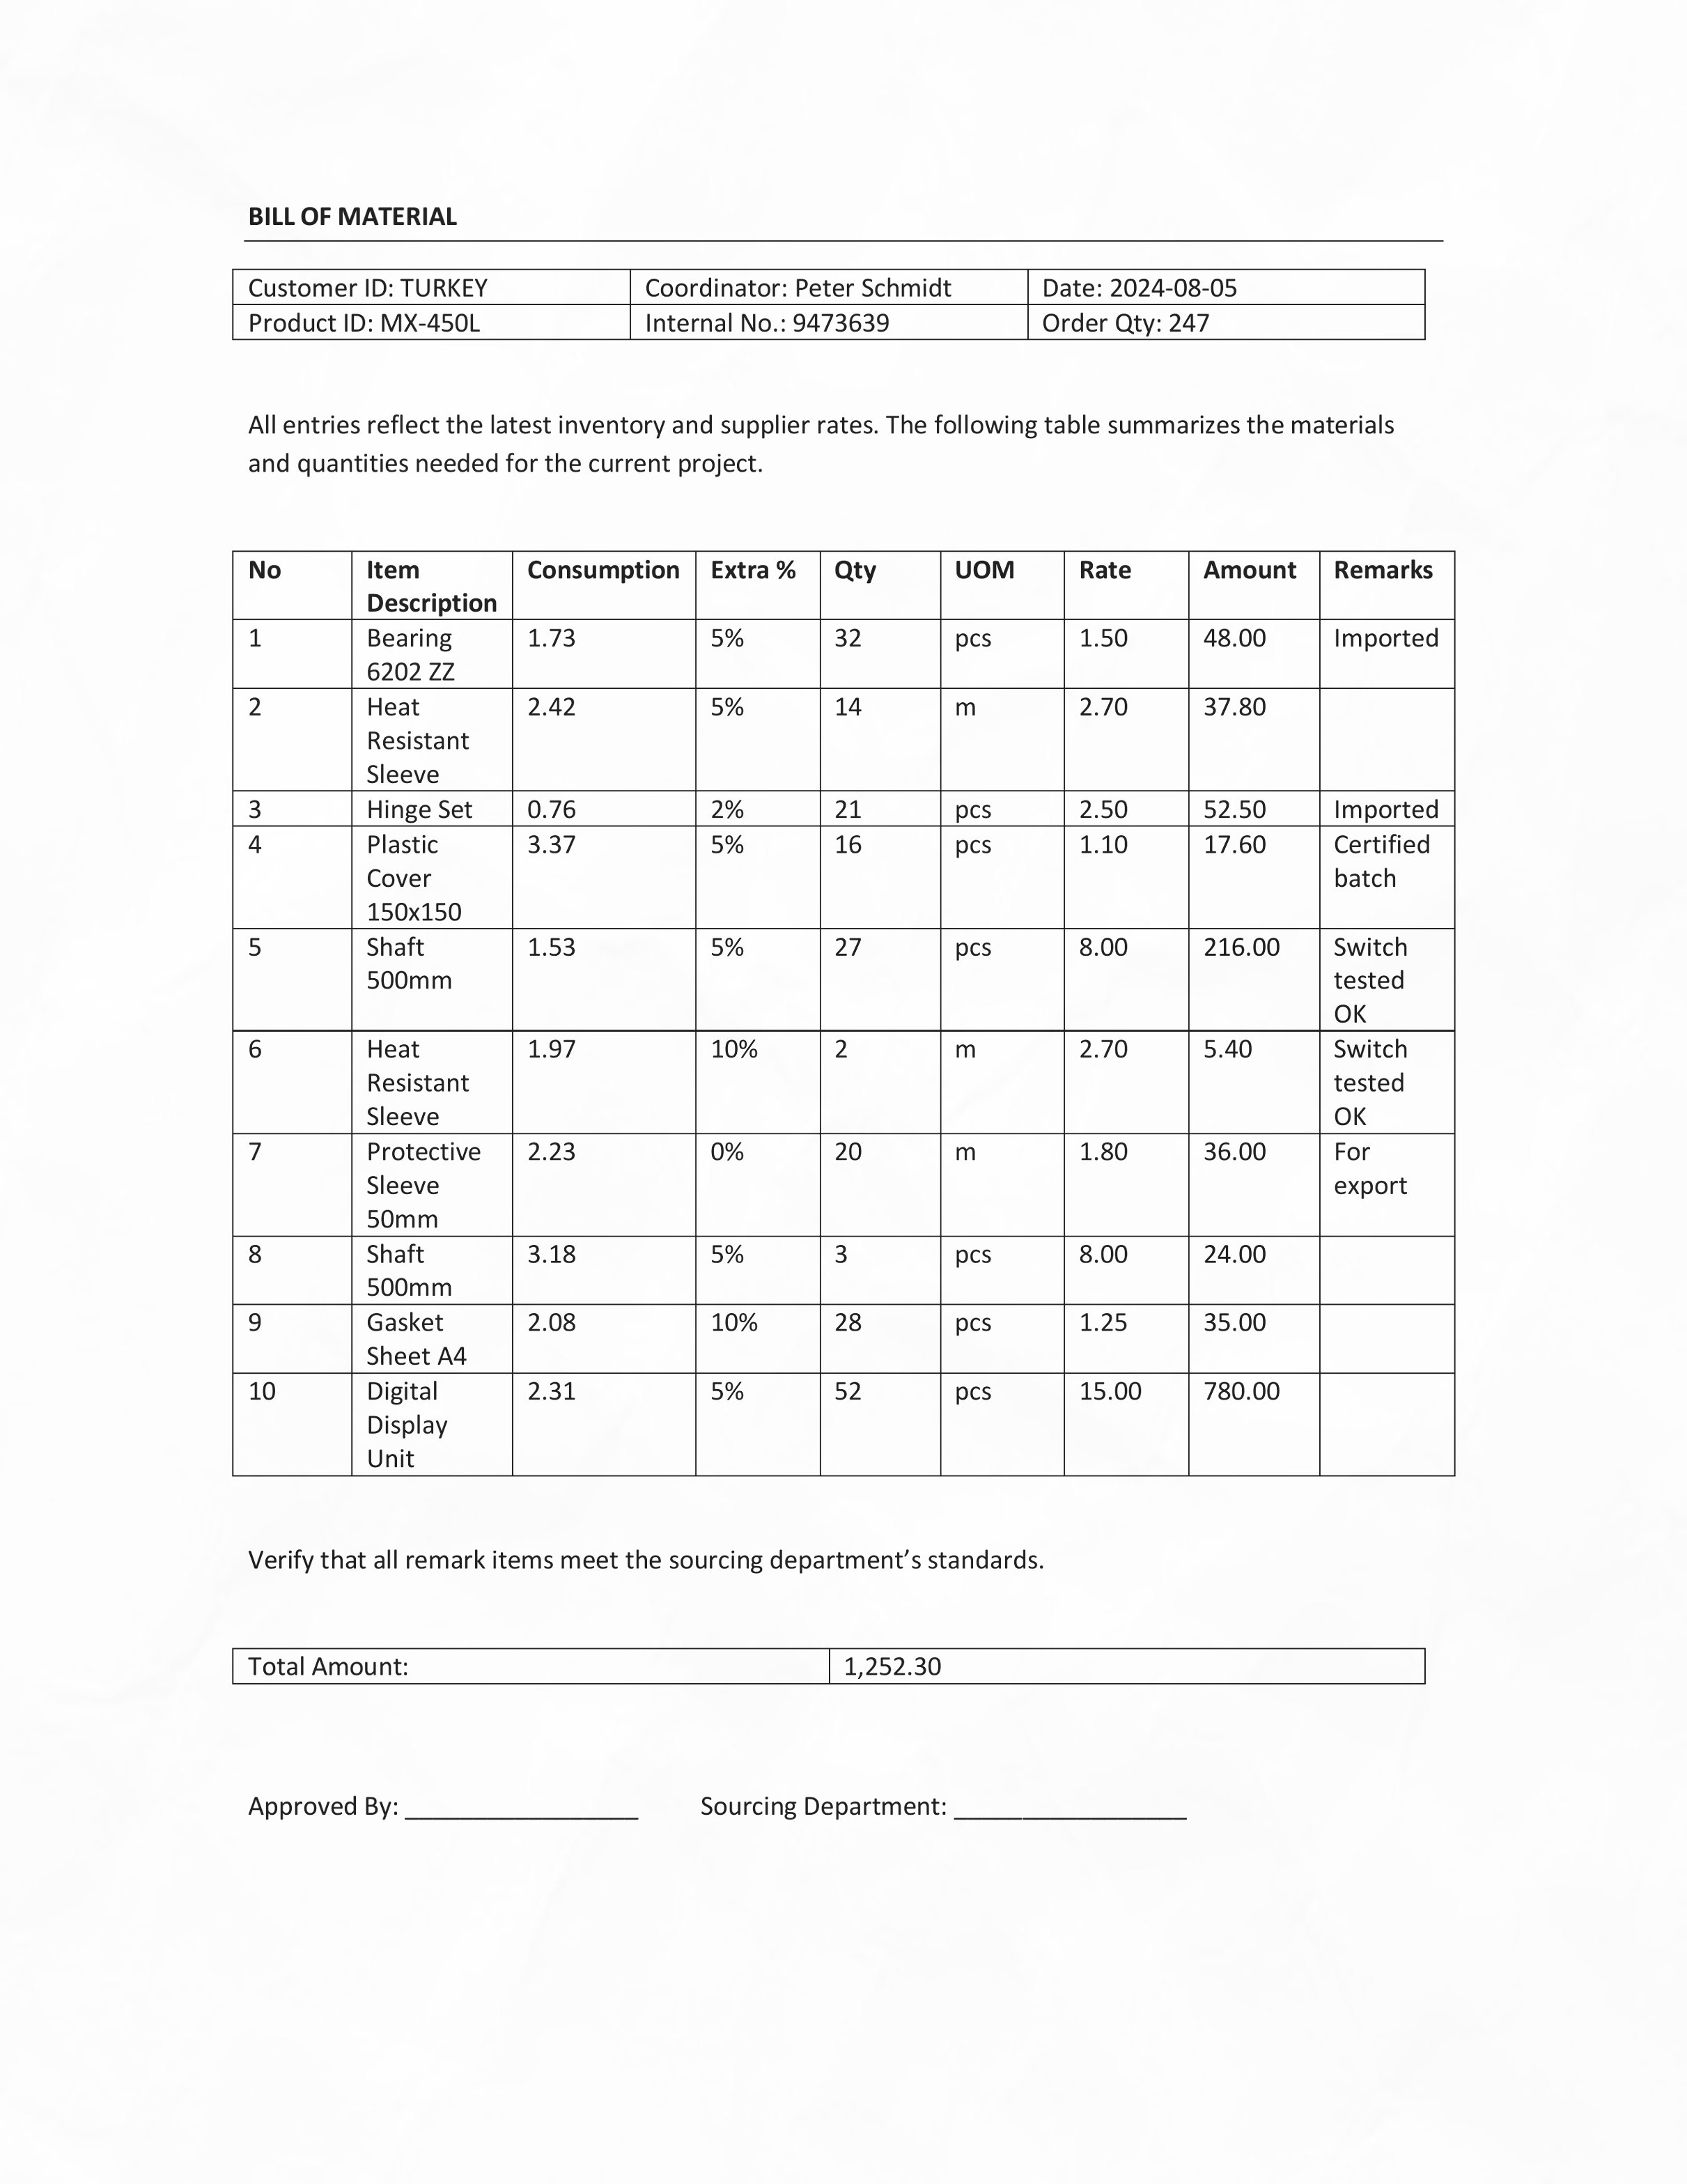 BILL OF MATERIAL
Customer ID: TURKEY Coordinator: Peter Schmidt Date: 2024-08-05
Product ID: MX-450L Internal No.: 9473639 Order Qty: 247
All entries reflect the latest inventory and supplier rates. The following table summarizes the materials
and quantities needed for the current project.
No Item Description Consumption Extra % Qty UOM Rate Amount Remarks
1 Bearing 6202 ZZ 1.73 5% 32 pcs 1.50 48.00 Imported
2 Heat Resistant Sleeve 2.42 5% 14 m 2.70 37.80
3 Hinge Set 0.76 2% 21 pcs 2.50 52.50 Imported
4 Plastic Cover 150x150 3.37 5% 16 pcs 1.10 17.60 Certified batch
5 Shaft 500mm 1.53 5% 27 pcs 8.00 216.00 Switch tested OK
6 Heat Resistant Sleeve 1.97 10% 2 m 2.70 5.40 Switch tested OK
7 Protective Sleeve 50mm 2.23 0% 20 m 1.80 36.00 For export
8 Shaft 500mm 3.18 5% 3 pcs 8.00 24.00
9 Gasket Sheet A4 2.08 10% 28 pcs 1.25 35.00
10 Digital Display Unit 2.31 5% 52 pcs 15.00 780.00
Verify that all remark items meet the sourcing department’s standards.
Total Amount: 1,252.30
Approved By: _________________ Sourcing Department: _________________